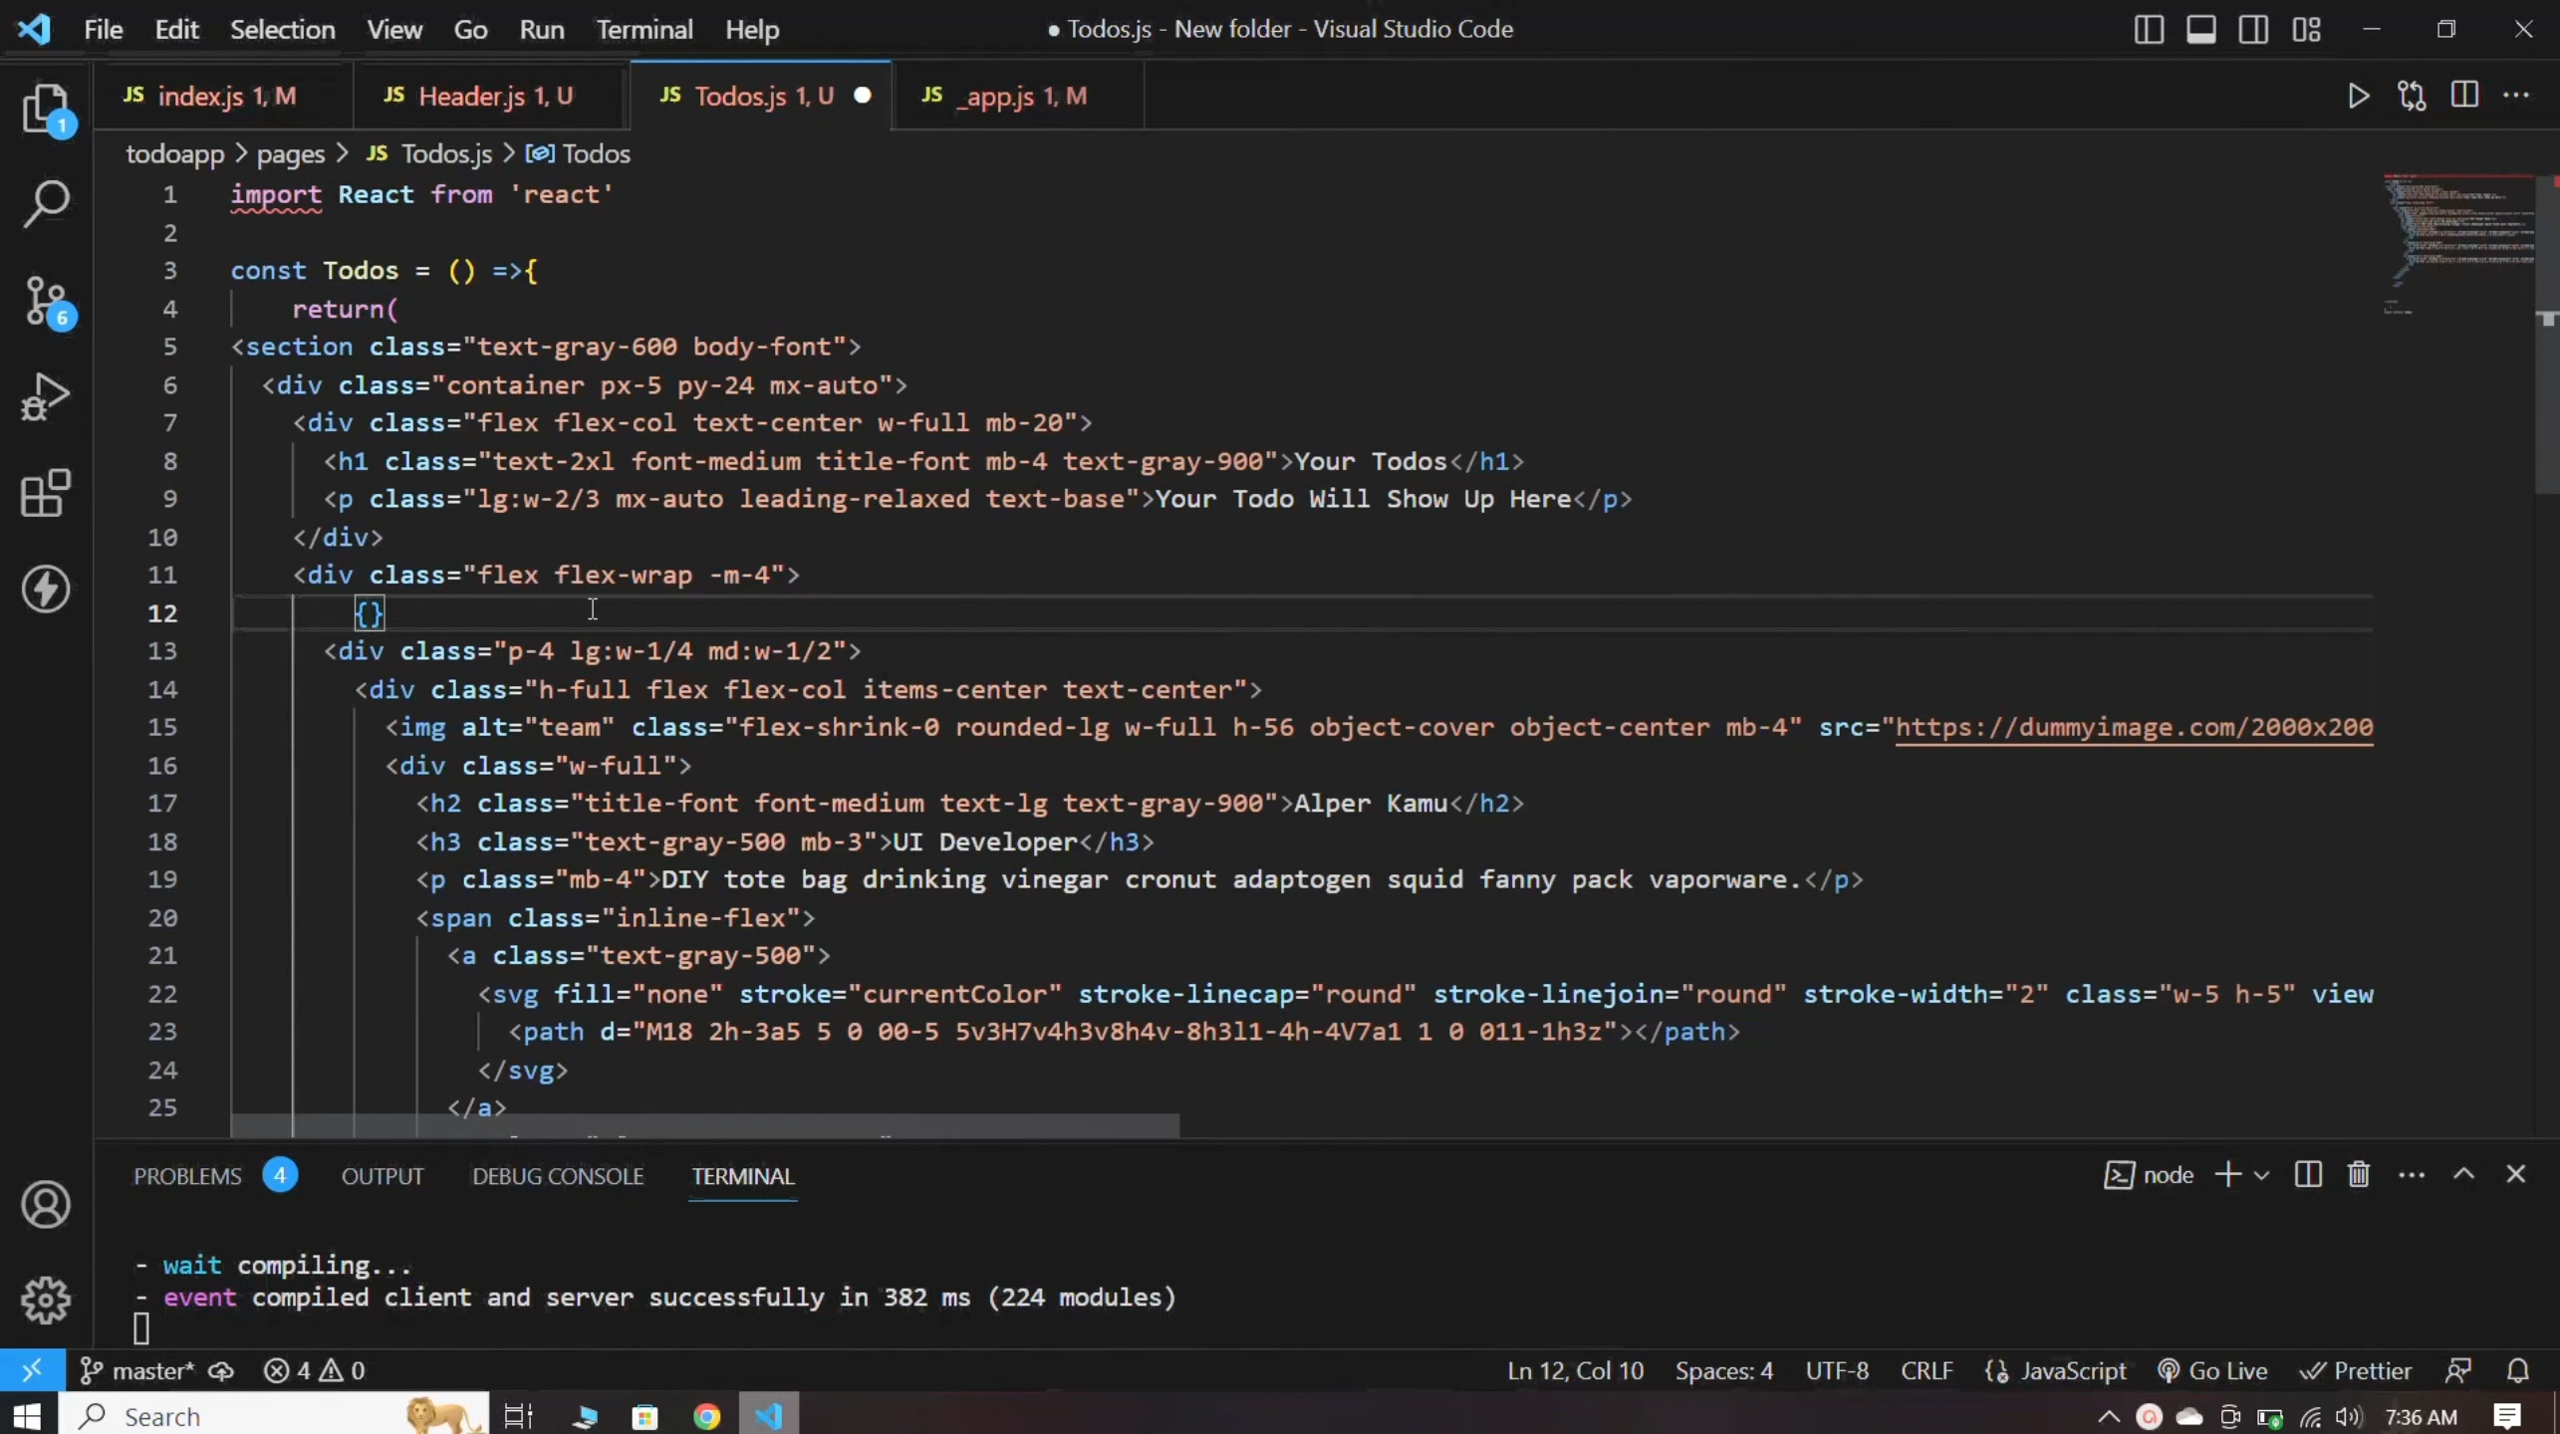 File Edit Selection View Go Run Terminal Help ● Todos.js - New folder - Visual Studio Code
JS index.js 1, M JS Header.js 1, U JS Todos.js 1, U ● JS _app.js 1, M
todoapp > pages > JS Todos.js > Todos
1 import React from 'react'
2
3 const Todos = () =>{
4 return(
5 <section class="text-gray-600 body-font">
6 <div class="container px-5 py-24 mx-auto">
7 <div class="flex flex-col text-center w-full mb-20">
8 <h1 class="text-2xl font-medium title-font mb-4 text-gray-900">Your Todos</h1>
9 <p class="lg:w-2/3 mx-auto leading-relaxed text-base">Your Todo Will Show Up Here</p>
10 </div>
11 <div class="flex flex-wrap -m-4">
12 {}
13 <div class="p-4 lg:w-1/4 md:w-1/2">
14 <div class="h-full flex flex-col items-center text-center">
15 <img alt="team" class="flex-shrink-0 rounded-lg w-full h-56 object-cover object-center mb-4" src="https://dummyimage.com/2000x200
16 <div class="w-full">
17 <h2 class="title-font font-medium text-lg text-gray-900">Alper Kamu</h2>
18 <h3 class="text-gray-500 mb-3">UI Developer</h3>
19 <p class="mb-4">DIY tote bag drinking vinegar cronut adaptogen squid fanny pack vaporware.</p>
20 <span class="inline-flex">
21 <a class="text-gray-500">
22 <svg fill="none" stroke="currentColor" stroke-linecap="round" stroke-linejoin="round" stroke-width="2" class="w-5 h-5" view
23 <path d="M18 2h-3a5 5 0 00-5 5v3H7v4h3v8h4v-8h3l1-4h-4V7a1 1 0 011-1h3z"></path>
24 </svg>
25 </a>
1
6
PROBLEMS 4 OUTPUT DEBUG CONSOLE TERMINAL node
- wait compiling...
- event compiled client and server successfully in 382 ms (224 modules)
master* 4 0 Ln 12, Col 10 Spaces: 4 UTF-8 CRLF JavaScript Go Live Prettier
Search 7:36 AM